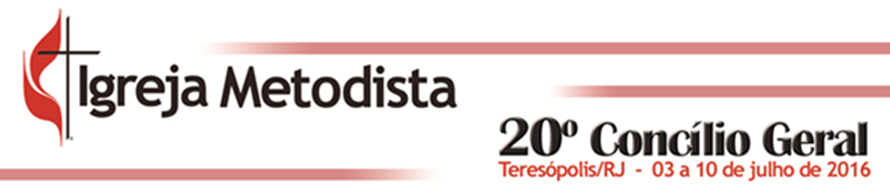 Igreja Metodista
20º Concílio Geral
Teresópolis/RJ - 03 a 10 de julho de 2016